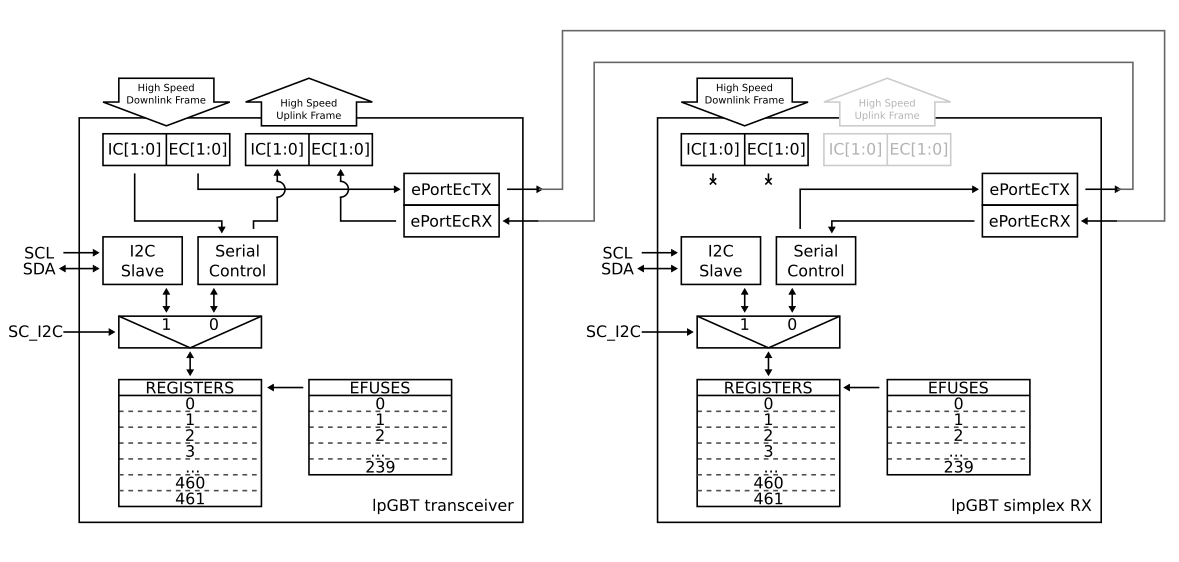 High Speed
Downlink Frame
High Speed
Uplink Frame
IC[1:0] EC[1:0]
IC[1:0] EC[1:0]
ePortEcTX
ePortEcRX
SCL
SDA
I2C
Slave
Serial
Control
SC_I2C
1 0
REGISTERS
0
1
2
3
...
460
461
EFUSES
0
1
2
...
239
lpGBT transceiver
High Speed
Downlink Frame
High Speed
Uplink Frame
IC[1:0] EC[1:0]
IC[1:0] EC[1:0]
ePortEcTX
ePortEcRX
SCL
SDA
I2C
Slave
Serial
Control
SC_I2C
1 0
REGISTERS
0
1
2
3
...
460
461
EFUSES
0
1
2
...
239
lpGBT simplex RX